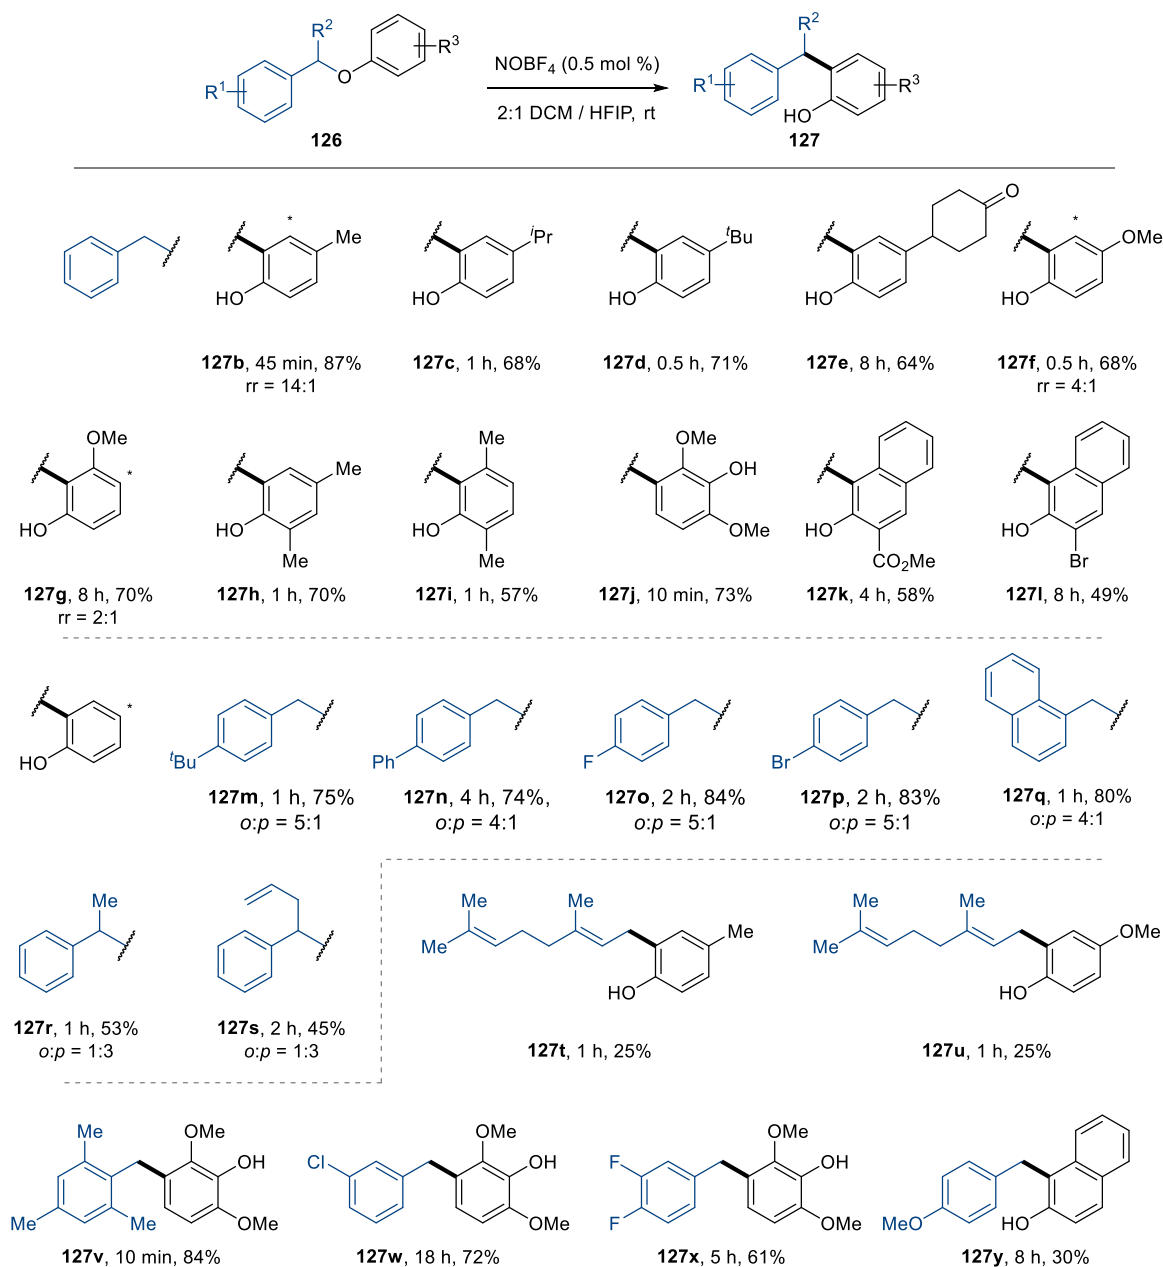 R²
R³
R¹
O
126
NOBF₄ (0.5 mol %)
2:1 DCM / HFIP, rt
R²
R¹
R³
HO
127
*
Me
HO
127b, 45 min, 87%
rr = 14:1
ⁱPr
HO
127c, 1 h, 68%
ᵗBu
HO
127d, 0.5 h, 71%
O
HO
127e, 8 h, 64%
*
OMe
HO
127f, 0.5 h, 68%
rr = 4:1
OMe
*
HO
127g, 8 h, 70%
rr = 2:1
Me
HO
Me
127h, 1 h, 70%
Me
HO
Me
127i, 1 h, 57%
OMe
OH
OMe
127j, 10 min, 73%
HO
CO₂Me
127k, 4 h, 58%
HO
Br
127l, 8 h, 49%
*
HO
ᵗBu
127m, 1 h, 75%
o:p = 5:1
Ph
127n, 4 h, 74%,
o:p = 4:1
F
127o, 2 h, 84%
o:p = 5:1
Br
127p, 2 h, 83%
o:p = 5:1
127q, 1 h, 80%
o:p = 4:1
Me
127r, 1 h, 53%
o:p = 1:3
127s, 2 h, 45%
o:p = 1:3
Me
Me
Me
Me
HO
127t, 1 h, 25%
Me
Me
Me
OMe
HO
127u, 1 h, 25%
Me
OMe
OH
Me
Me
OMe
127v, 10 min, 84%
Cl
OMe
OH
OMe
127w, 18 h, 72%
F
F
OMe
OH
OMe
127x, 5 h, 61%
MeO
HO
127y, 8 h, 30%